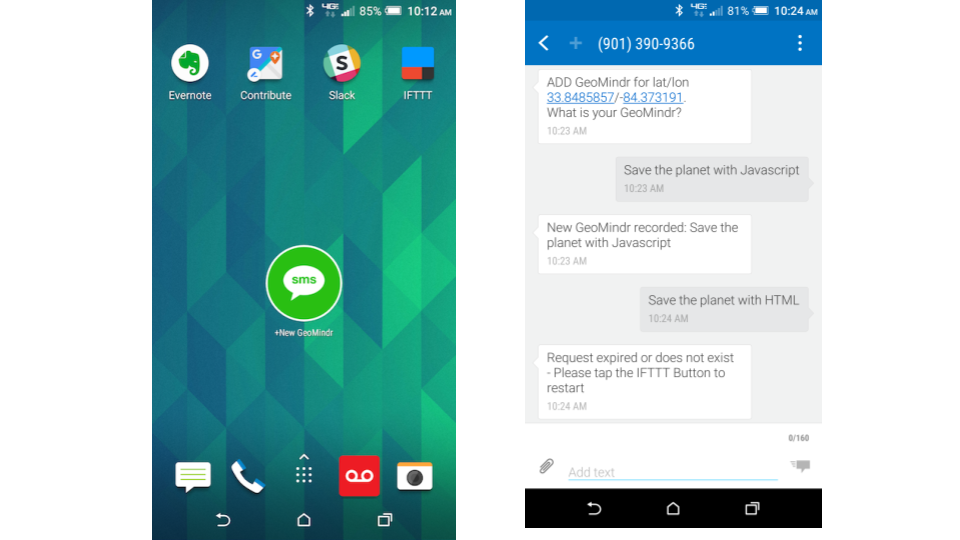 4GE 85% 10:12 AM
Evernote
G
Contribute
S
Slack
IFTTT
sms
+New GeoMindr
4GE 81% 10:24 AM
(901) 390-9366
ADD GeoMindr for lat/lon
33.8485857/-84.373191.
What is your GeoMindr?
10:23 AM
Save the planet with Javascript
10:23 AM
New GeoMindr recorded: Save the
planet with Javascript
10:23 AM
Save the planet with HTML
10:24 AM
Request expired or does not exist
- Please tap the IFTTT Button to
restart
10:24 AM
0/160
Add text